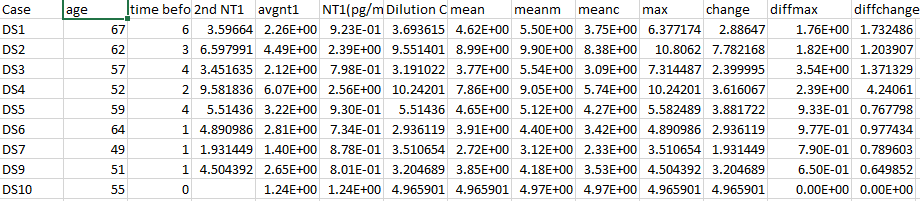 Case age time befo 2nd NT1 avgnt1 NT1(pg/m Dilution C mean meanm meanc max change diffmax diffchange
DS1 67 6 3.59664 2.26E+00 9.23E-01 3.693615 4.62E+00 5.50E+00 3.75E+00 6.377174 2.88647 1.76E+00 1.732486
DS2 62 3 6.597991 4.49E+00 2.39E+00 9.551401 8.99E+00 9.90E+00 8.38E+00 10.8062 7.782168 1.82E+00 1.203907
DS3 57 4 3.451635 2.12E+00 7.98E-01 3.191022 3.77E+00 5.54E+00 3.09E+00 7.314487 2.399995 3.54E+00 1.371329
DS4 52 2 9.581836 6.07E+00 2.56E+00 10.24201 7.86E+00 9.05E+00 5.74E+00 10.24201 3.616067 2.39E+00 4.24061
DS5 59 4 5.51436 3.22E+00 9.30E-01 5.51436 4.65E+00 5.12E+00 4.27E+00 5.582489 3.881722 9.33E-01 0.767798
DS6 64 1 4.890986 2.81E+00 7.34E-01 2.936119 3.91E+00 4.40E+00 3.42E+00 4.890986 2.936119 9.77E-01 0.977434
DS7 49 1 1.931449 1.40E+00 8.78E-01 3.510654 2.72E+00 3.12E+00 2.33E+00 3.510654 1.931449 7.90E-01 0.789603
DS9 51 1 4.504392 2.65E+00 8.01E-01 3.204689 3.85E+00 4.18E+00 3.53E+00 4.504392 3.204689 6.50E-01 0.649852
DS10 55 0 1.24E+00 1.24E+00 4.965901 4.965901 4.97E+00 4.97E+00 4.965901 4.965901 0.00E+00 0.00E+00